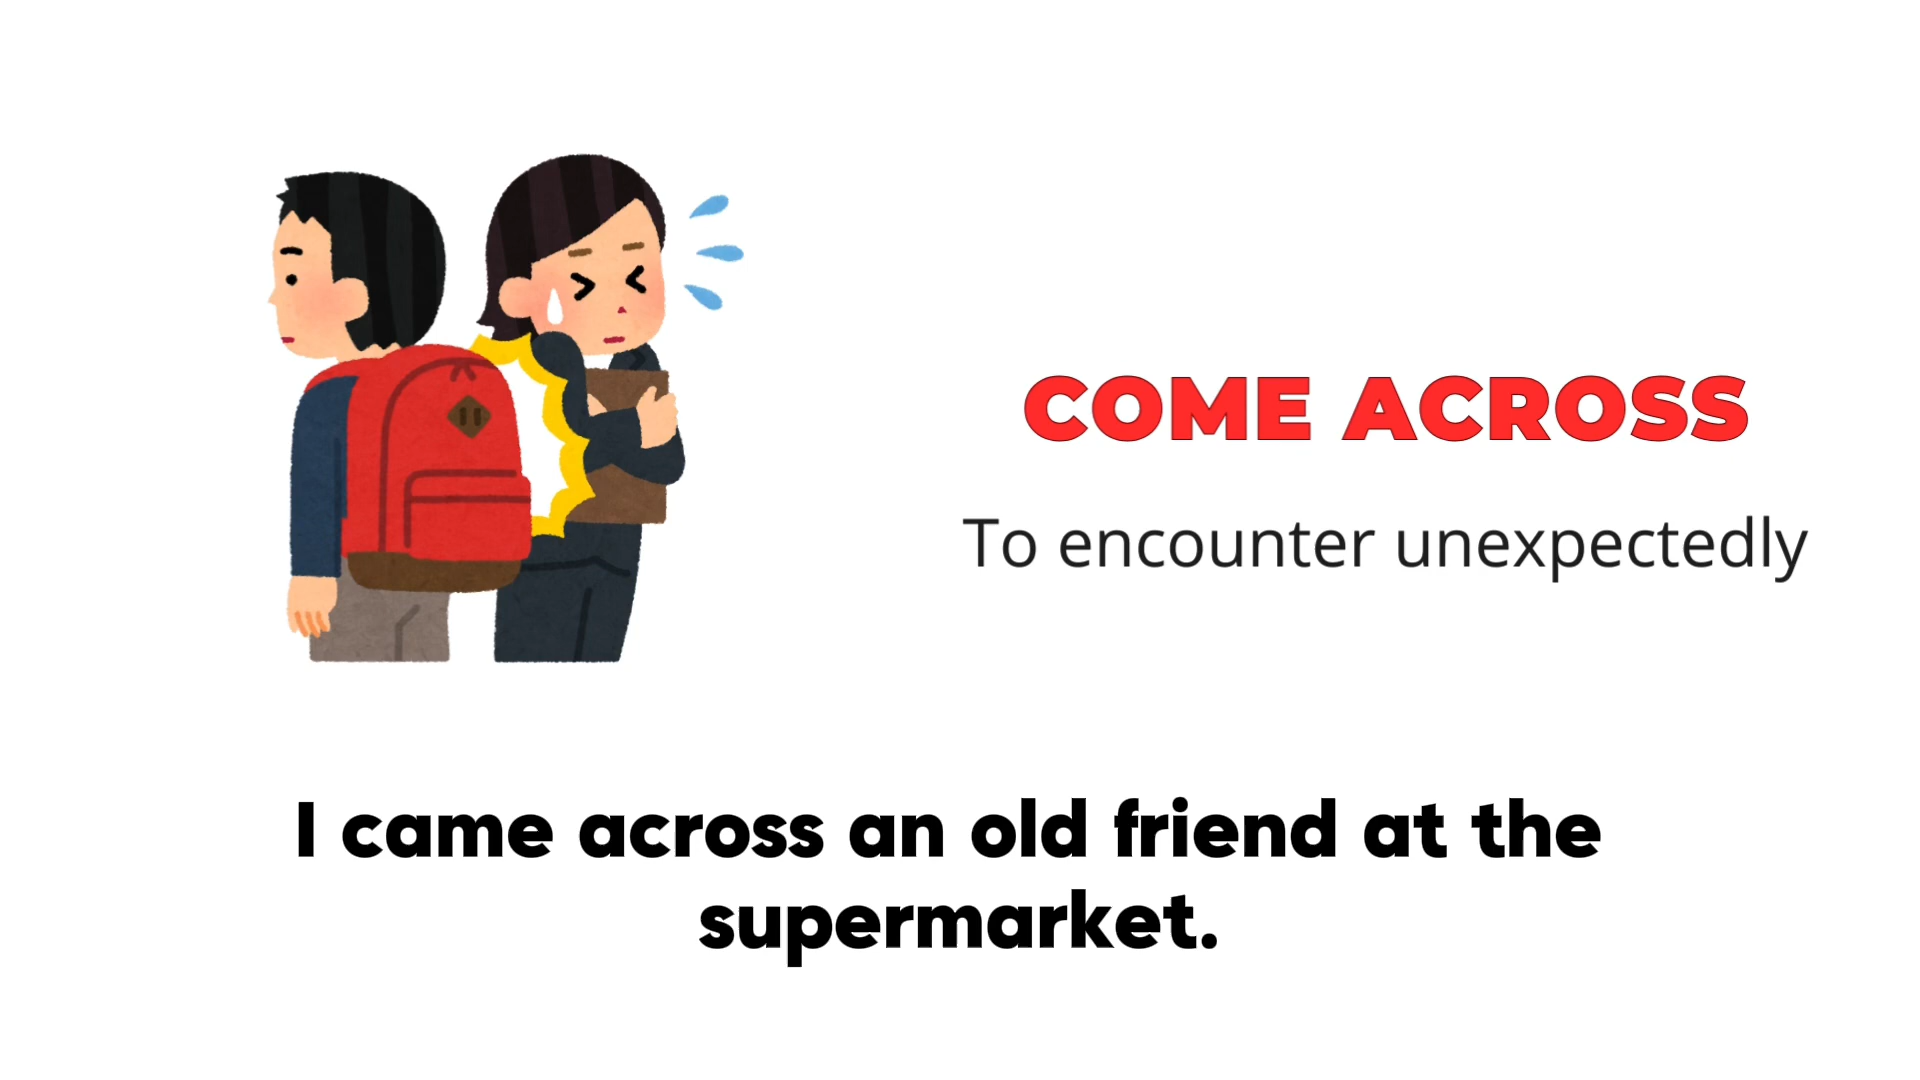 COME ACROSS
To encounter unexpectedly
I came across an old friend at the
supermarket.